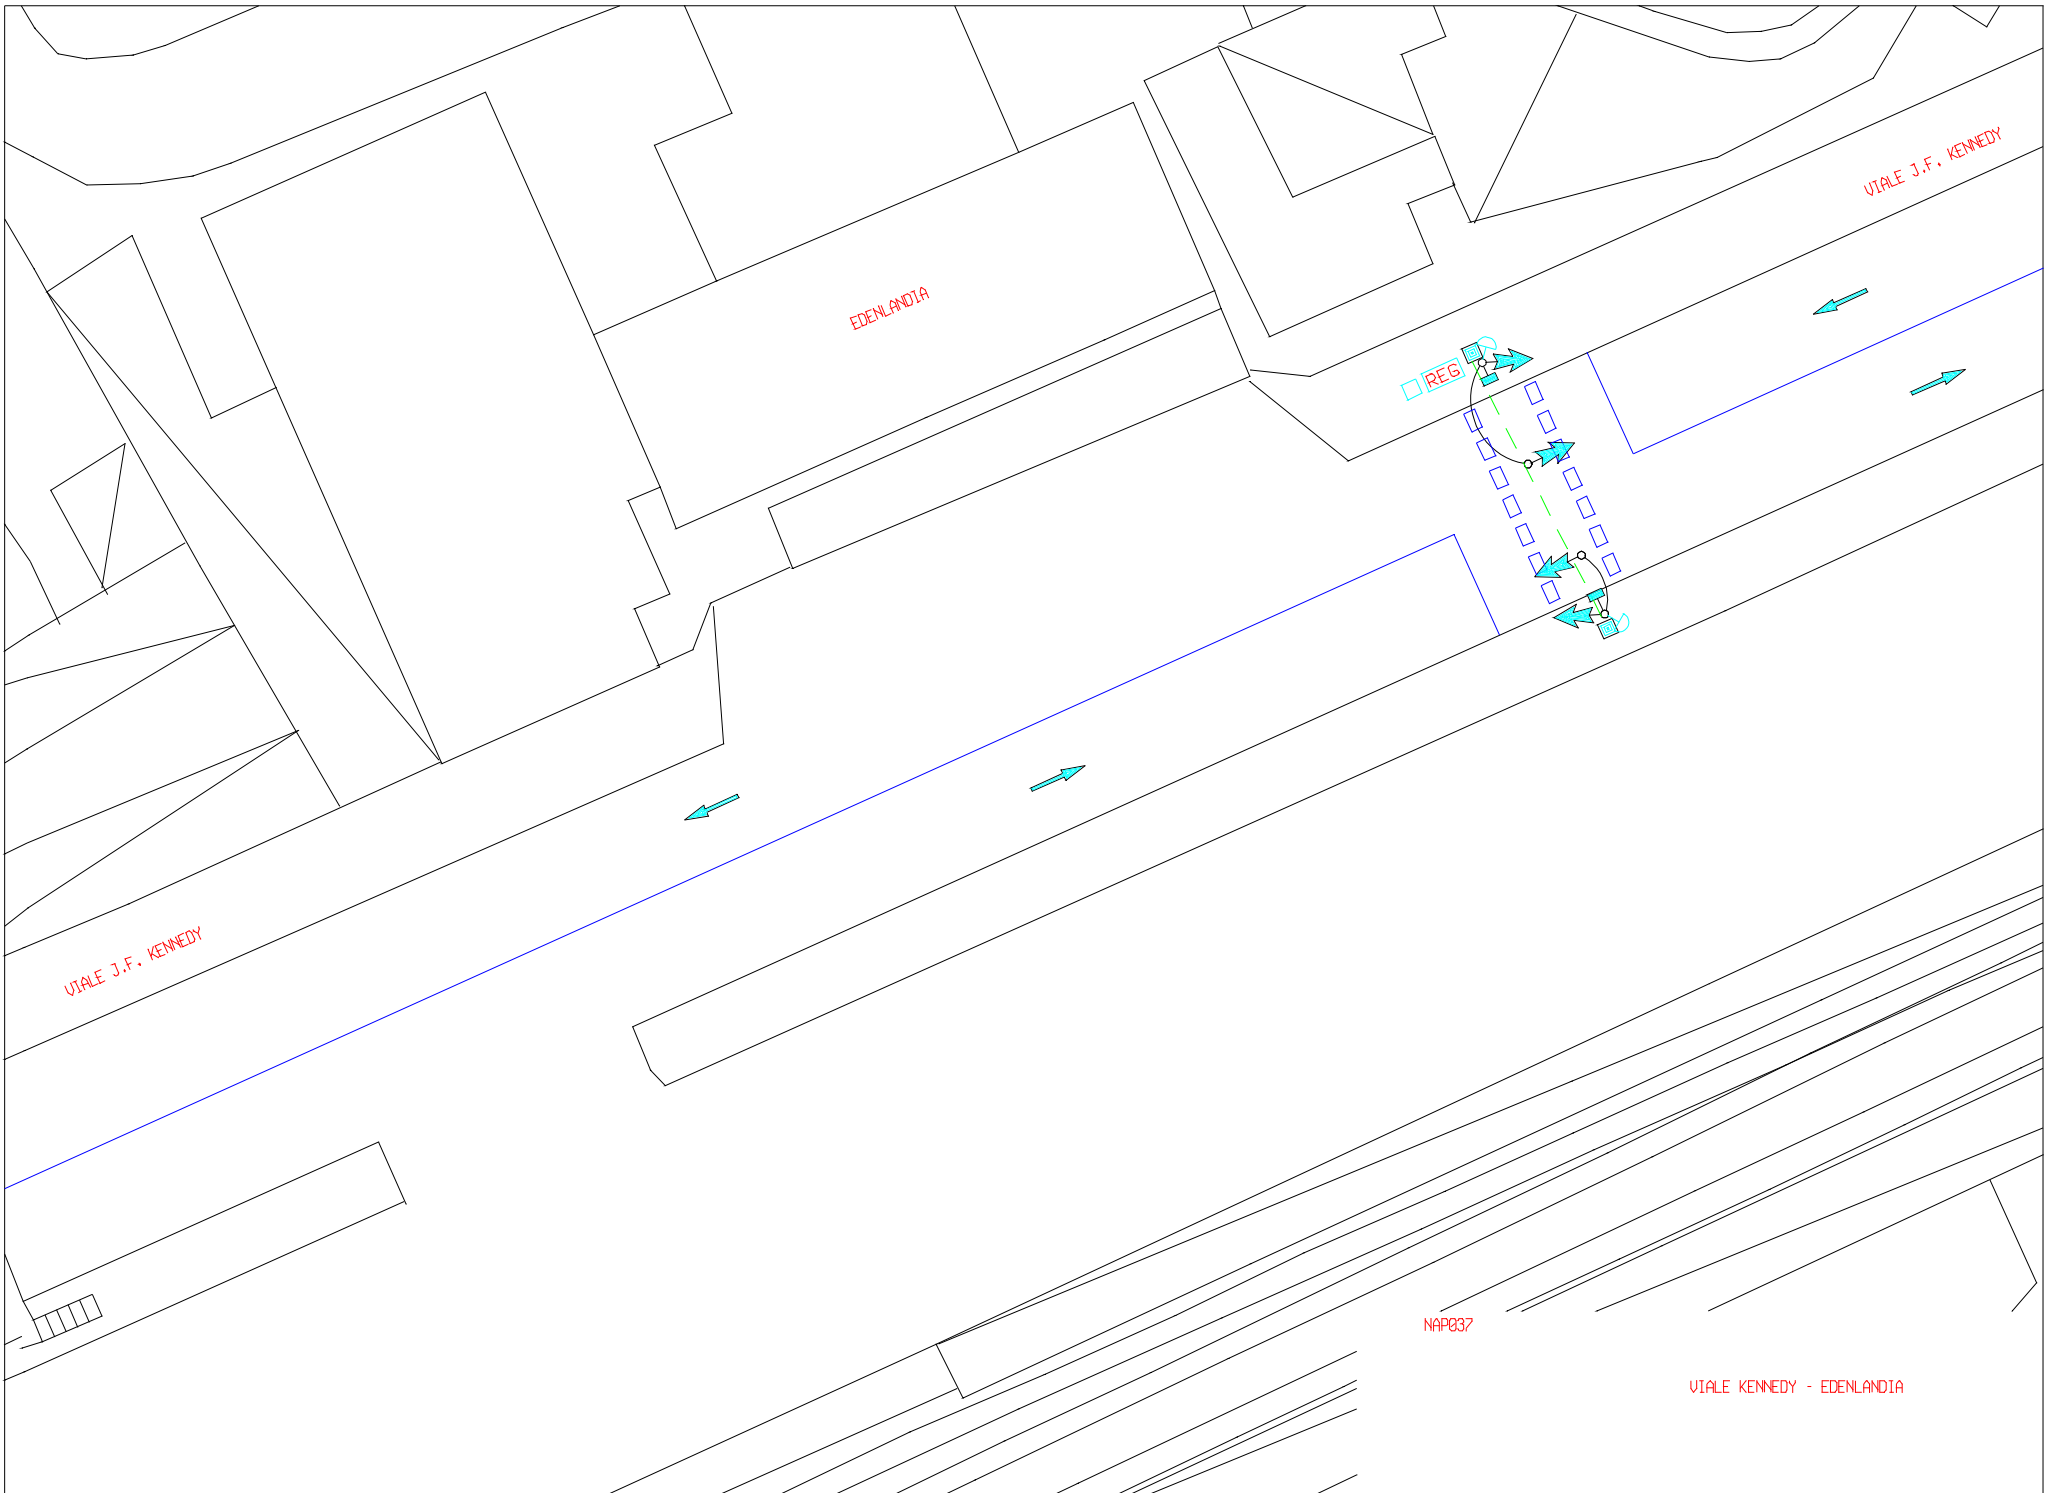 VIALE J.F. KENNEDY
EDENLANDIA
REG
VIALE J.F. KENNEDY
NAP037
VIALE KENNEDY - EDENLANDIA